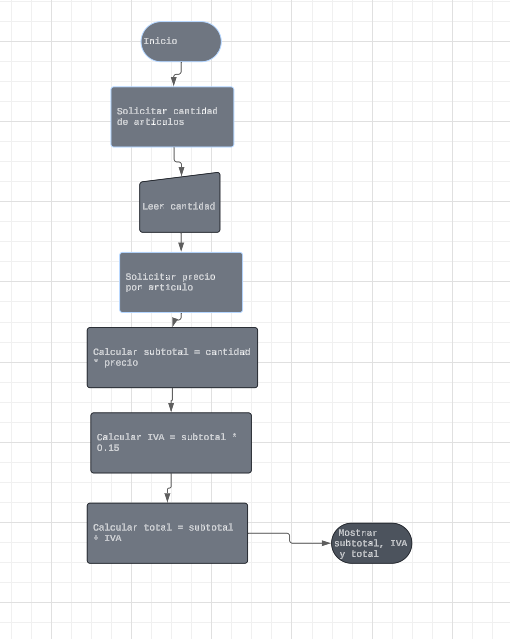 Inicio
Solicitar cantidad
de artículos
Leer cantidad
Solicitar precio
por artículo
Calcular subtotal = cantidad
* precio
Calcular IVA = subtotal *
0.15
Calcular total = subtotal
+ IVA
Mostrar
subtotal, IVA
y total